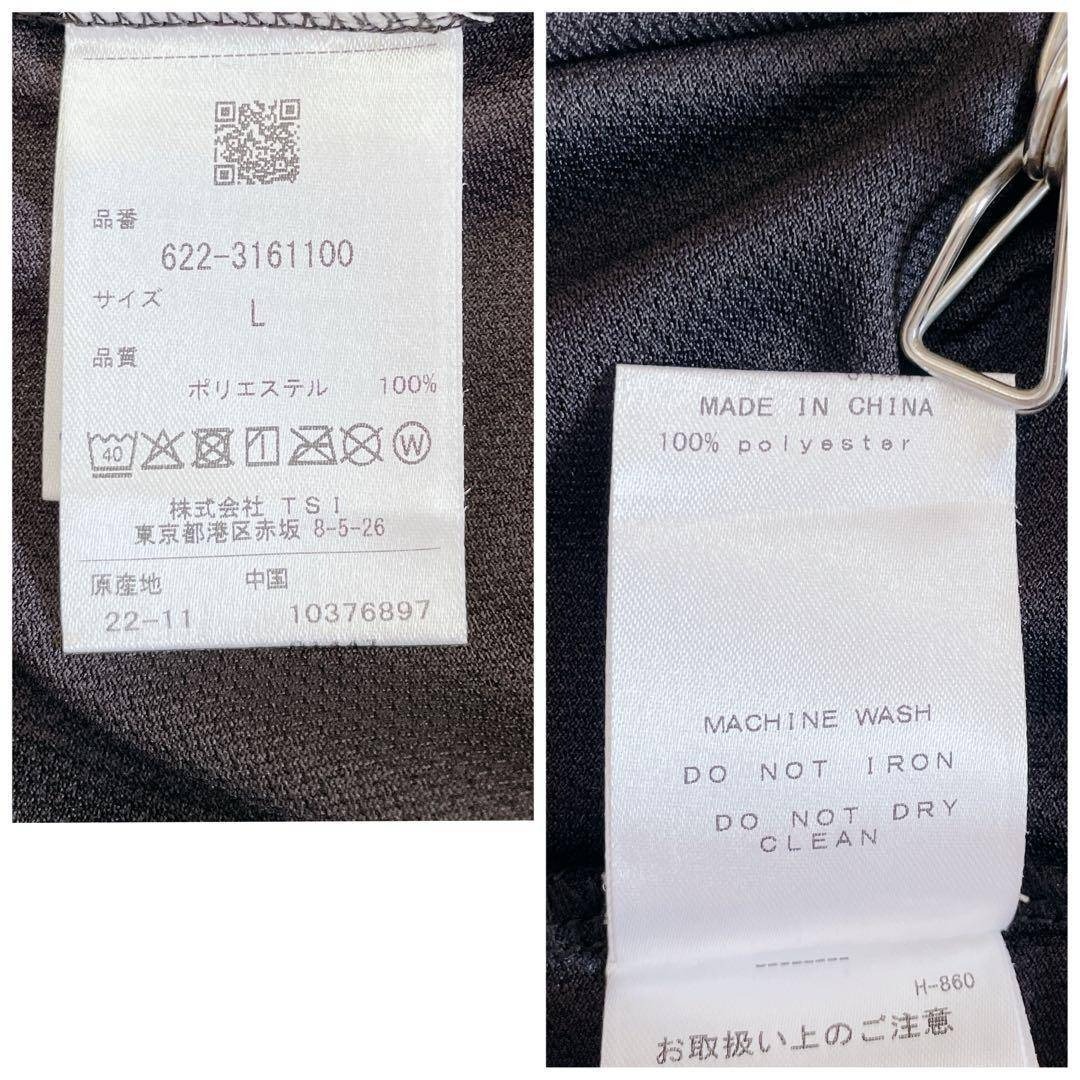 品番
622-3161100
サイズ
L
品質
ポリエステル 100%
40
W
株式会社 TSI
東京都港区赤坂 8-5-26
原産地 中国
22-11 10376897
MADE IN CHINA
100% polyester
MACHINE WASH
DO NOT IRON
DO NOT DRY
CLEAN
H-860
お取扱い上のご注意